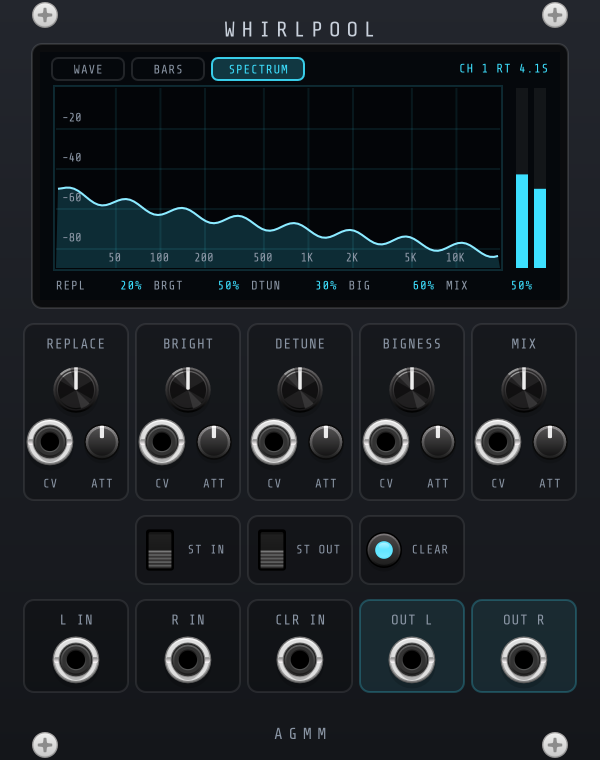 WHIRLPOOL
WAVE BARS SPECTRUM CH 1 RT 4.1S
-20
-40
-60
-80
50 100 200 500 1K 2K 5K 10K
REPL 20% BRGT 50% DTUN 30% BIG 60% MIX 50%
REPLACE BRIGHT DETUNE BIGNESS MIX
CV ATT CV ATT CV ATT CV ATT CV ATT
ST IN ST OUT CLEAR
L IN R IN CLR IN OUT L OUT R
AGMM